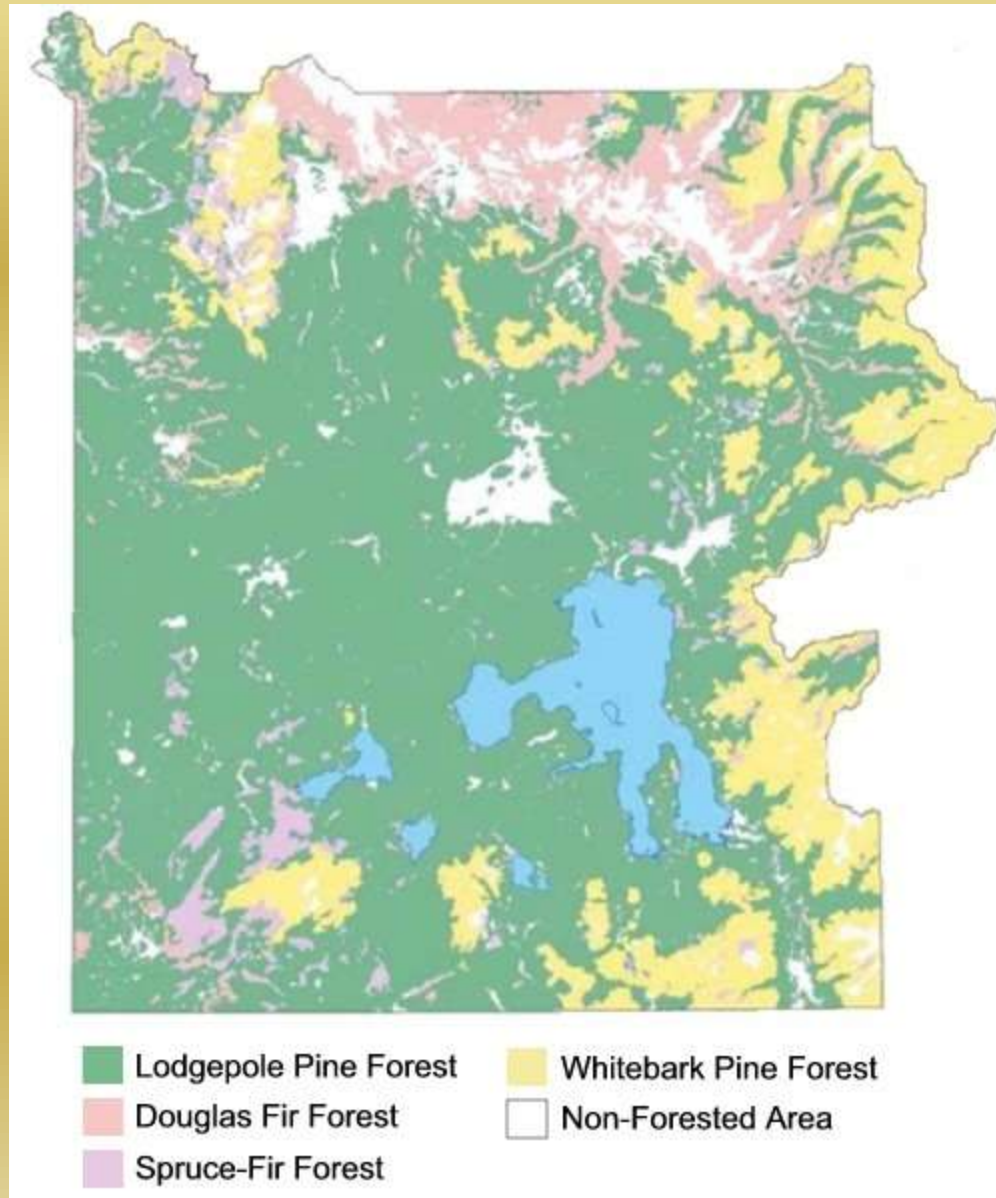 Lodgepole Pine Forest
Douglas Fir Forest
Spruce-Fir Forest
Whitebark Pine Forest
Non-Forested Area